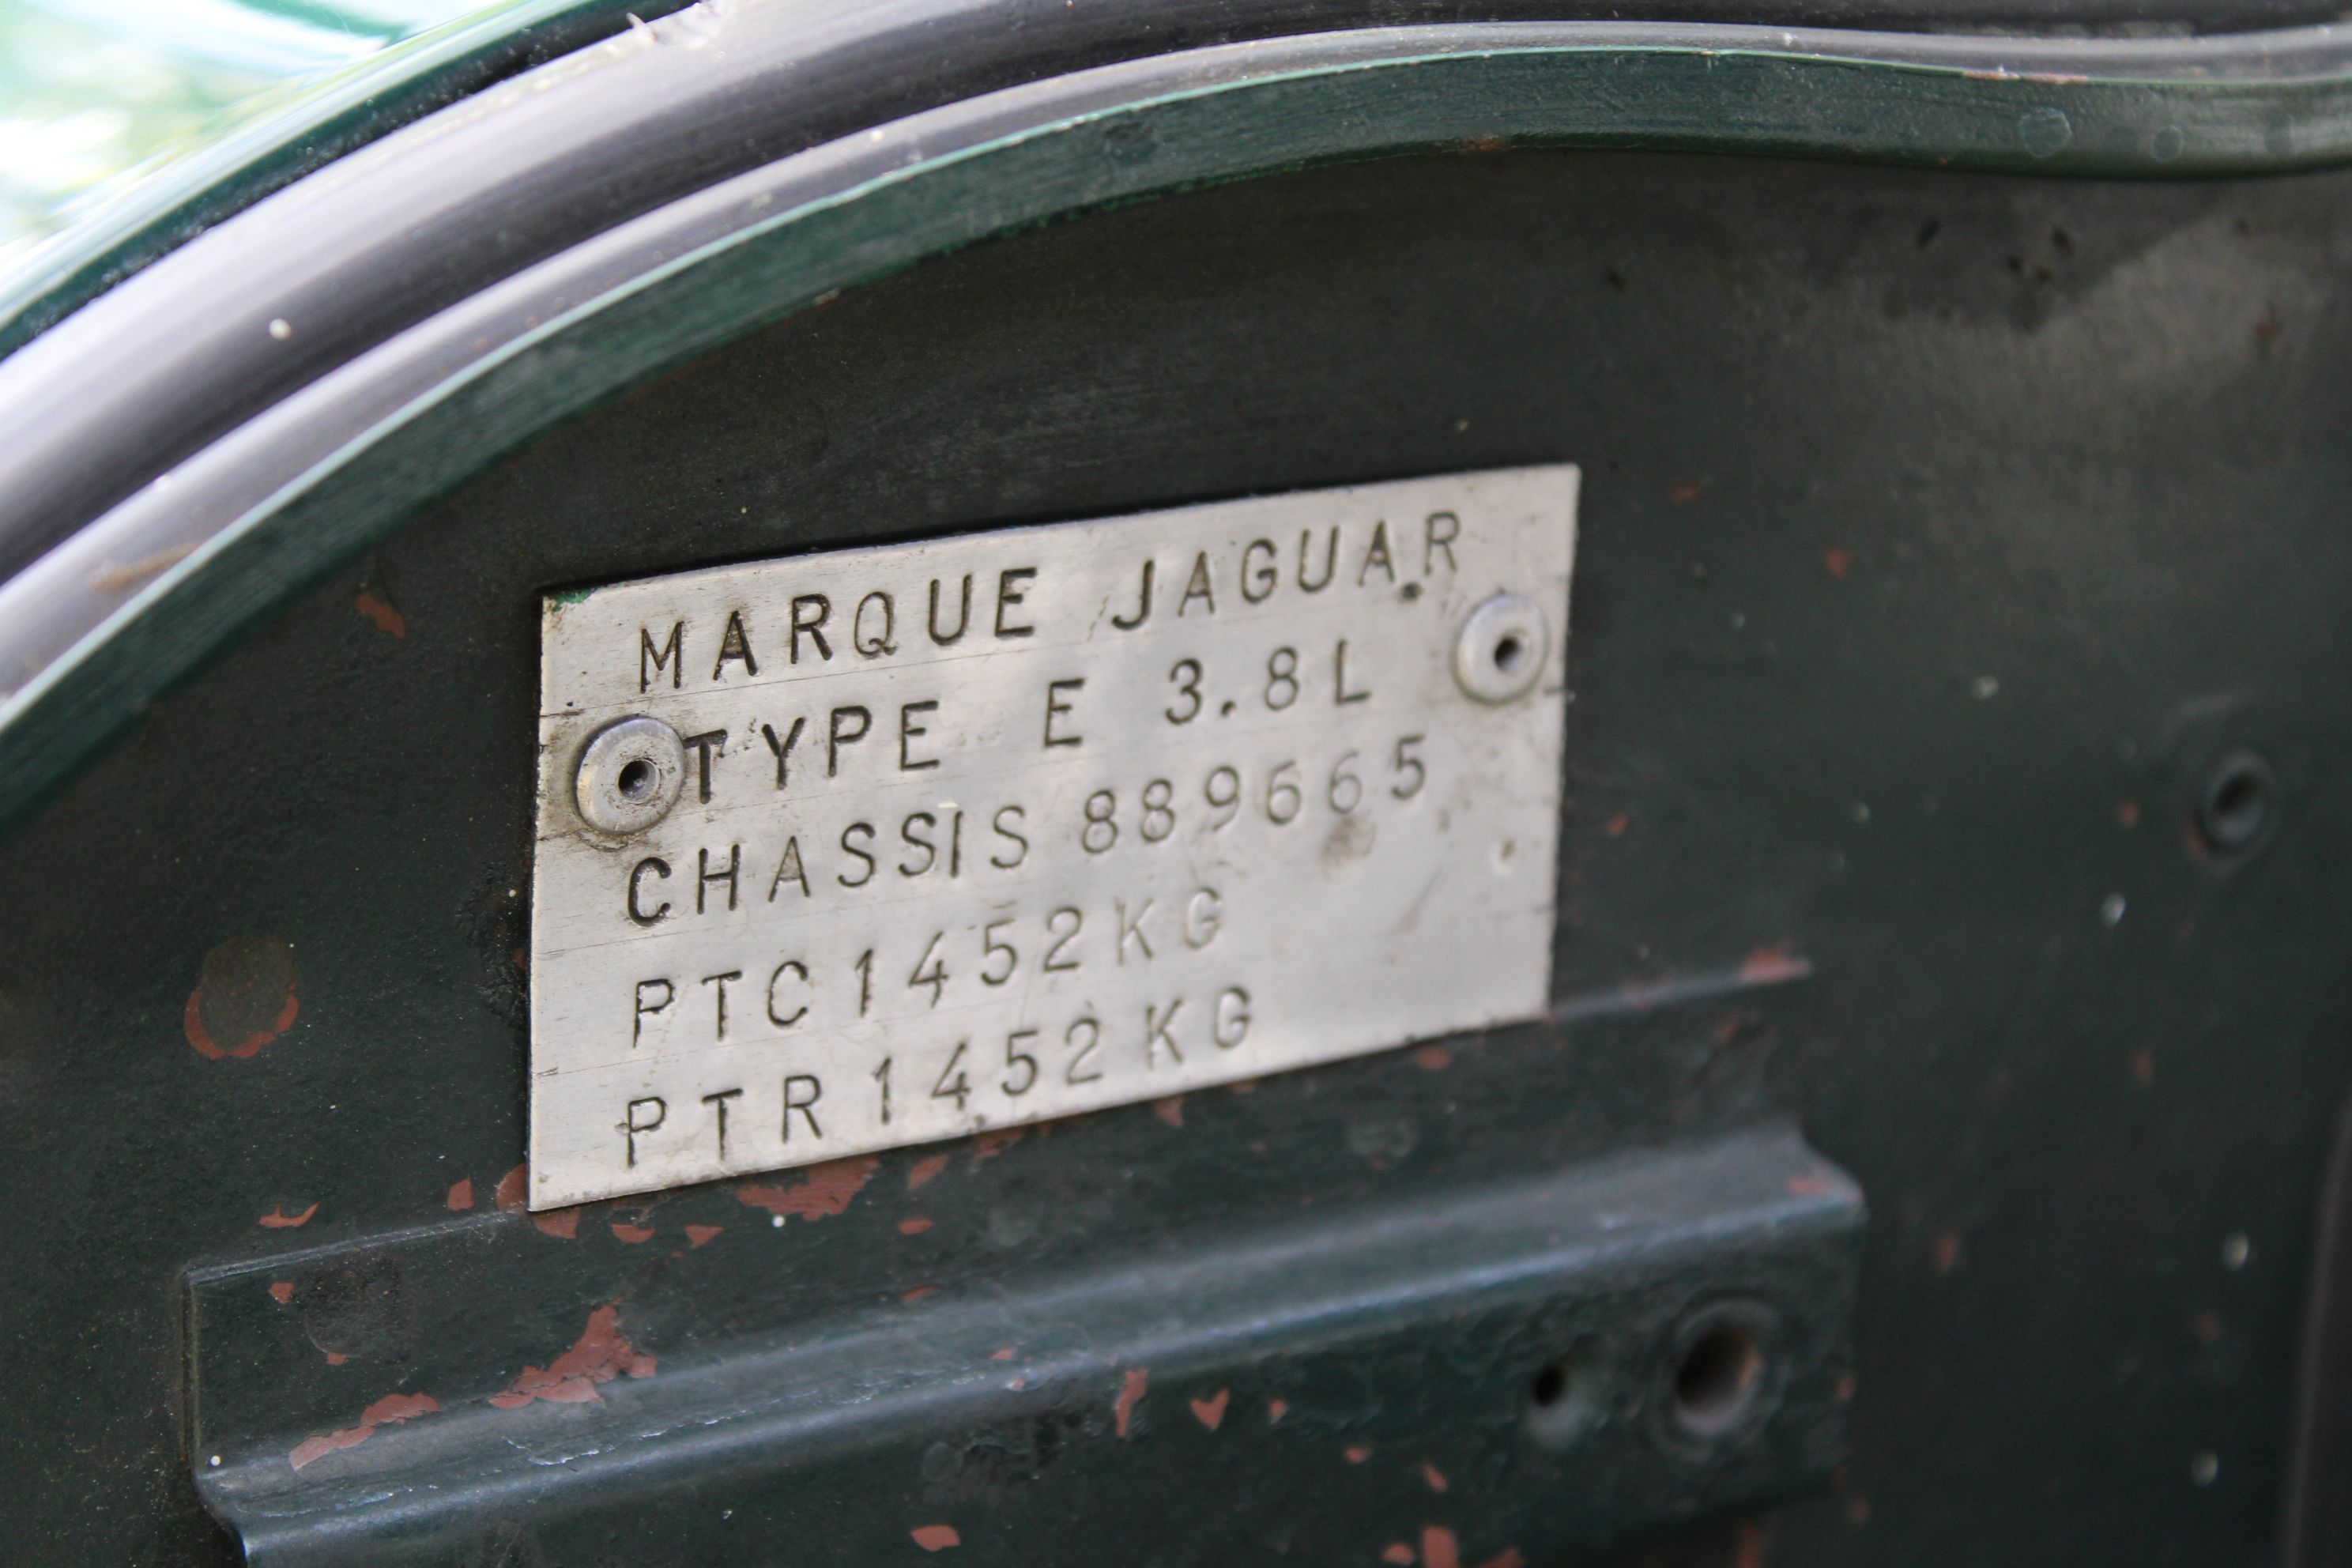 MARQUE JAGUAR
TYPE E 3.8L
CHASSIS 889665
PTC 1452 KG
PTR 1452 KG